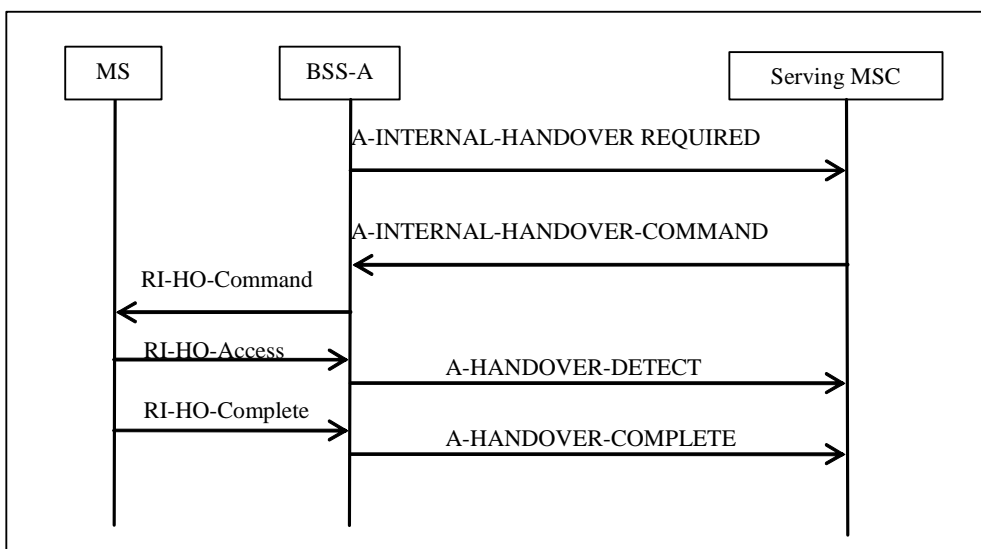 MS
BSS-A
Serving MSC
A-INTERNAL-HANDOVER REQUIRED
A-INTERNAL-HANDOVER-COMMAND
RI-HO-Command
RI-HO-Access
A-HANDOVER-DETECT
RI-HO-Complete
A-HANDOVER-COMPLETE